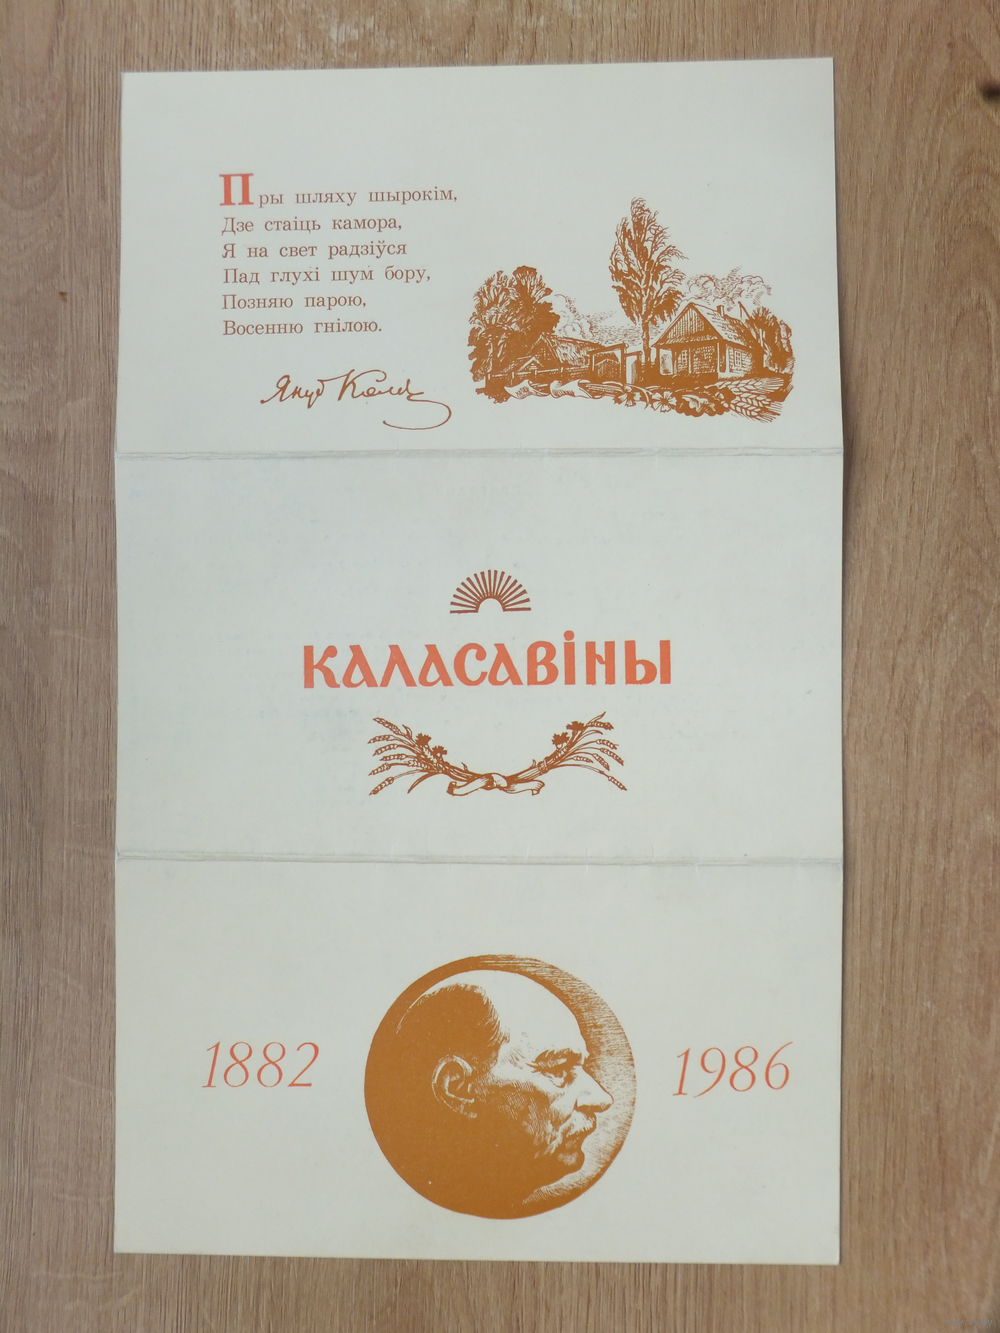 Пры шляху шырокім,
Дзе стаіць камора,
Я на свет радзіўся
Пад глухі шум бору,
Позняю парою,
Восенню гнілою.
Якуб Колас
КАЛАСАВІНЫ
1882
1986